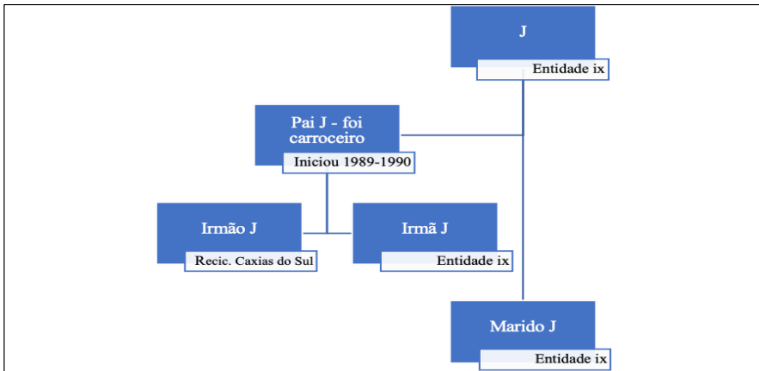 J
Entidade ix
Pai J - foi
carroceiro
Iniciou 1989-1990
Irmão J
Recic. Caxias do Sul
Irmã J
Entidade ix
Marido J
Entidade ix